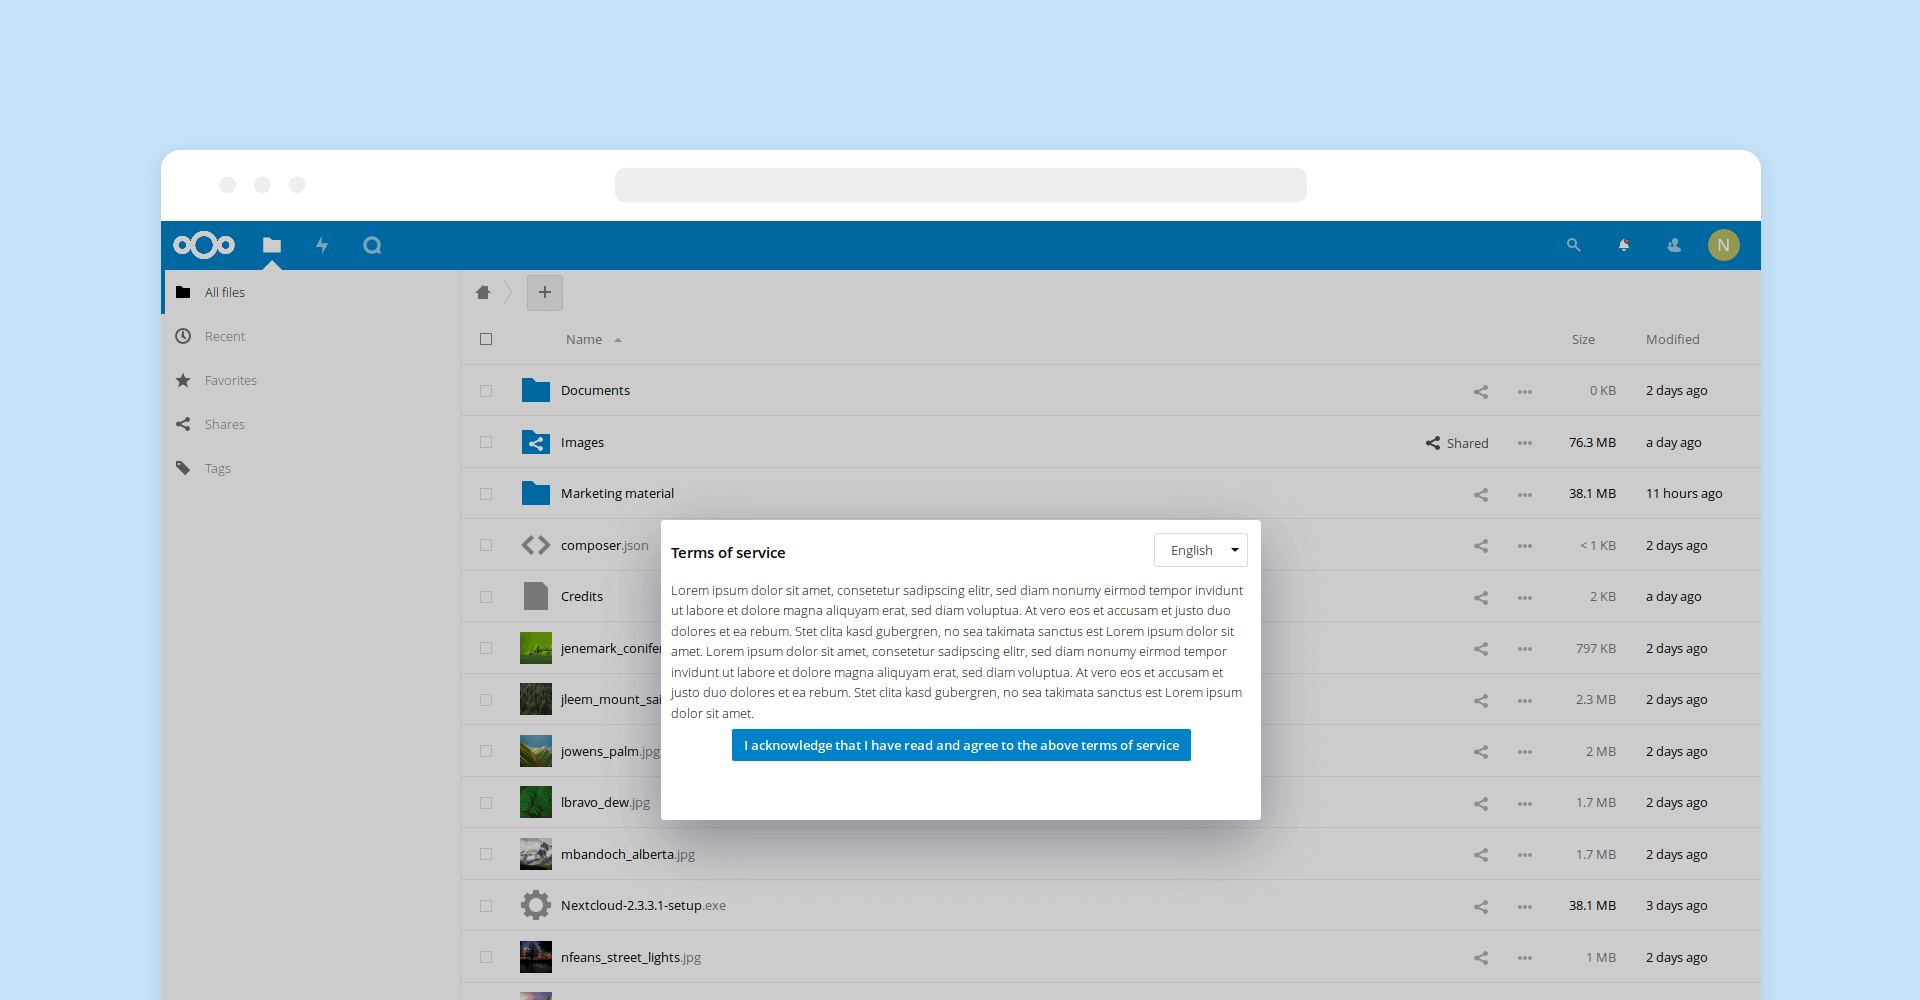 N
All files
Recent
Favorites
Shares
Tags
Name Size Modified
Documents 0 KB 2 days ago
Images Shared 76.3 MB a day ago
Marketing material 38.1 MB 11 hours ago
composer.json < 1 KB 2 days ago
Credits 2 KB a day ago
jenemark_conife 797 KB 2 days ago
jleem_mount_sai 2.3 MB 2 days ago
jowens_palm.jpg 2 MB 2 days ago
lbravo_dew.jpg 1.7 MB 2 days ago
mbandoch_alberta.jpg 1.7 MB 2 days ago
Nextcloud-2.3.3.1-setup.exe 38.1 MB 3 days ago
nfeans_street_lights.jpg 1 MB 2 days ago
Terms of service English
Lorem ipsum dolor sit amet, consetetur sadipscing elitr, sed diam nonumy eirmod tempor invidunt
ut labore et dolore magna aliquyam erat, sed diam voluptua. At vero eos et accusam et justo duo
dolores et ea rebum. Stet clita kasd gubergren, no sea takimata sanctus est Lorem ipsum dolor sit
amet. Lorem ipsum dolor sit amet, consetetur sadipscing elitr, sed diam nonumy eirmod tempor
invidunt ut labore et dolore magna aliquyam erat, sed diam voluptua. At vero eos et accusam et
justo duo dolores et ea rebum. Stet clita kasd gubergren, no sea takimata sanctus est Lorem ipsum
dolor sit amet.
I acknowledge that I have read and agree to the above terms of service